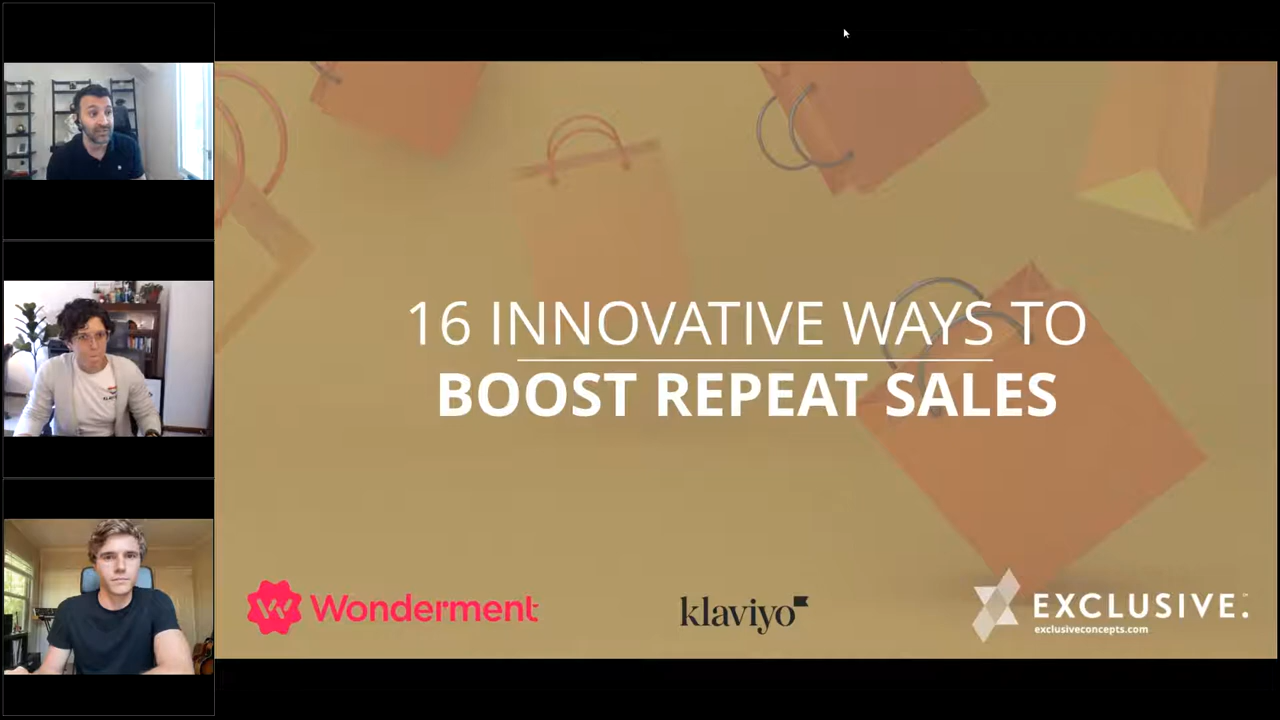 16 INNOVATIVE WAYS TO
BOOST REPEAT SALES
Wonderment
klaviyo
EXCLUSIVE.
exclusiveconcepts.com